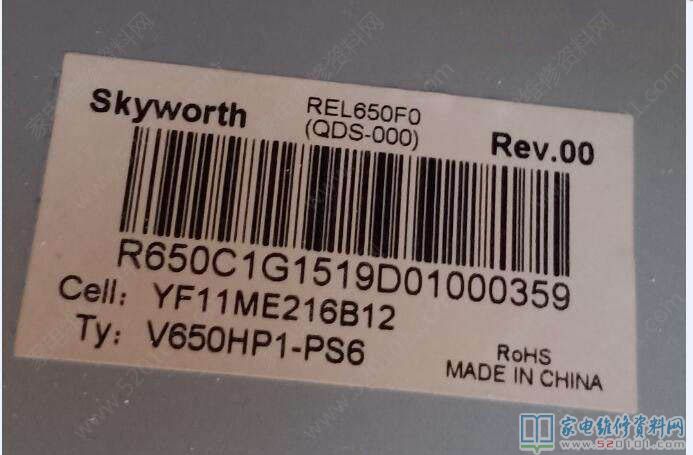 Skyworth
REL650F0
(QDS-000)
Rev.00
R650C1G1519D01000359
Cell: YF11ME216B12
Ty: V650HP1-PS6
RoHS
MADE IN CHINA
家电维修资料网
www.520101.com